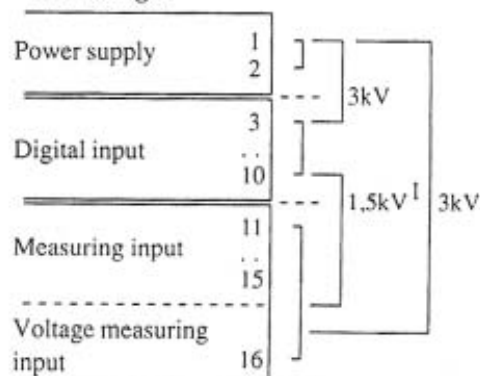 Power supply 1
2
3kV
3
Digital input ..
10
1,5kV I 3kV
Measuring input 11
..
15
Voltage measuring
input 16